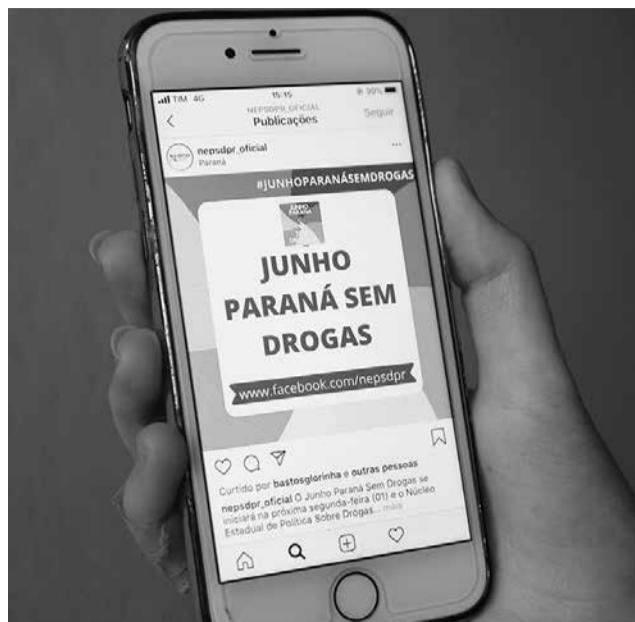 TIM 4G 15:15 99%
NEPSDPR_OFICIAL
Publicações Seguir
nepsdpr_oficial
Paraná
#JUNHOPARANÁSEMDROGAS
JUNHO
PARANÁ
JUNHO
PARANÁ SEM
DROGAS
www.facebook.com/nepsdpr
Curtido por bastosglorinha e outras pessoas
nepsdpr_oficial O Junho Paraná Sem Drogas se
iniciará na próxima segunda-feira (01) e o Núcleo
Estadual de Política Sobre Drogas... mais